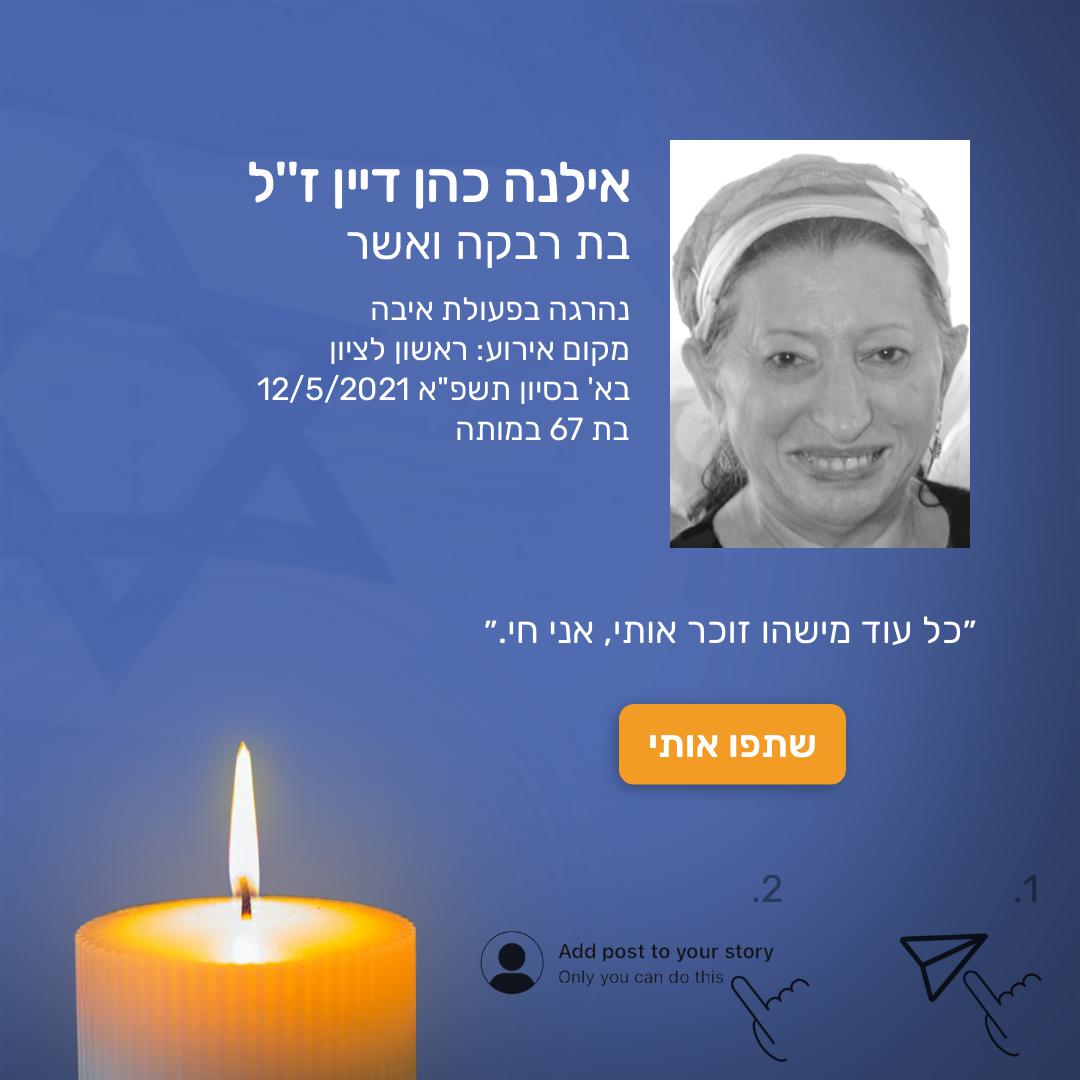 אילנה כהן דיין ז"ל
בת רבקה ואשר
נהרגה בפעולת איבה
מקום אירוע: ראשון לציון
בא' בסיון תשפ"א 12/5/2021
בת 67 במותה
״כל עוד מישהו זוכר אותי, אני חי.״
שתפו אותי
.1
.2
Add post to your story
Only you can do this